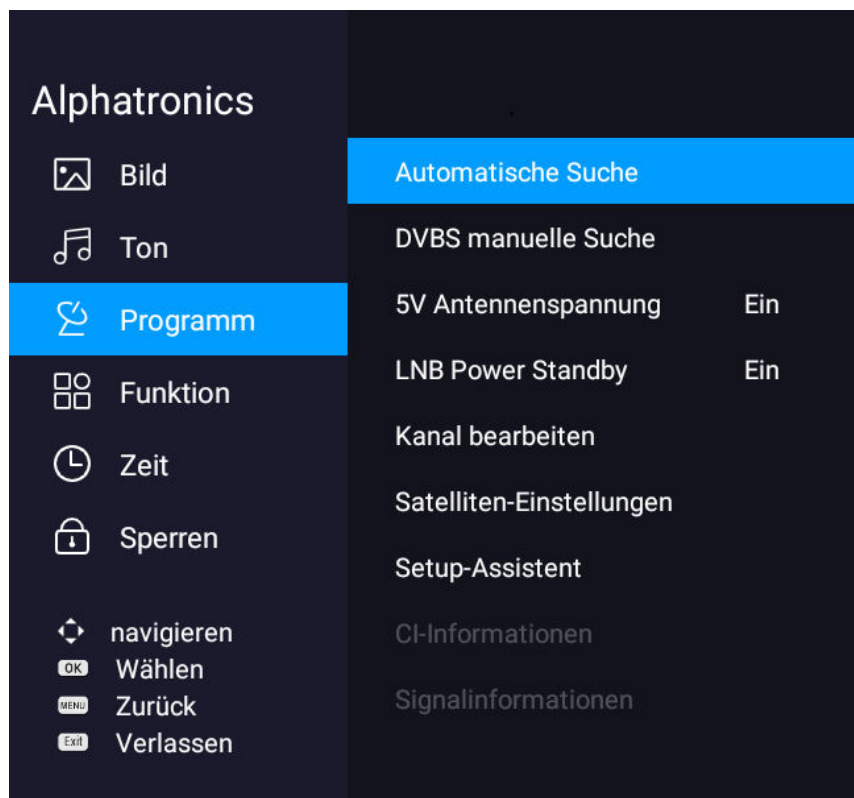 Alphatronics
Bild
Ton
Programm
Funktion
Zeit
Sperren
navigieren
OK Wählen
MENU Zurück
Exit Verlassen
Automatische Suche
DVBS manuelle Suche
5V Antennenspannung Ein
LNB Power Standby Ein
Kanal bearbeiten
Satelliten-Einstellungen
Setup-Assistent
CI-Informationen
Signalinformationen